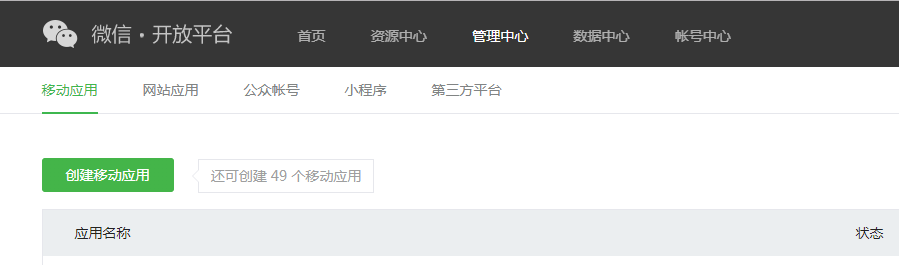 微信·开放平台 首页 资源中心 管理中心 数据中心 帐号中心
移动应用 网站应用 公众帐号 小程序 第三方平台
创建移动应用 还可创建 49 个移动应用
应用名称 状态